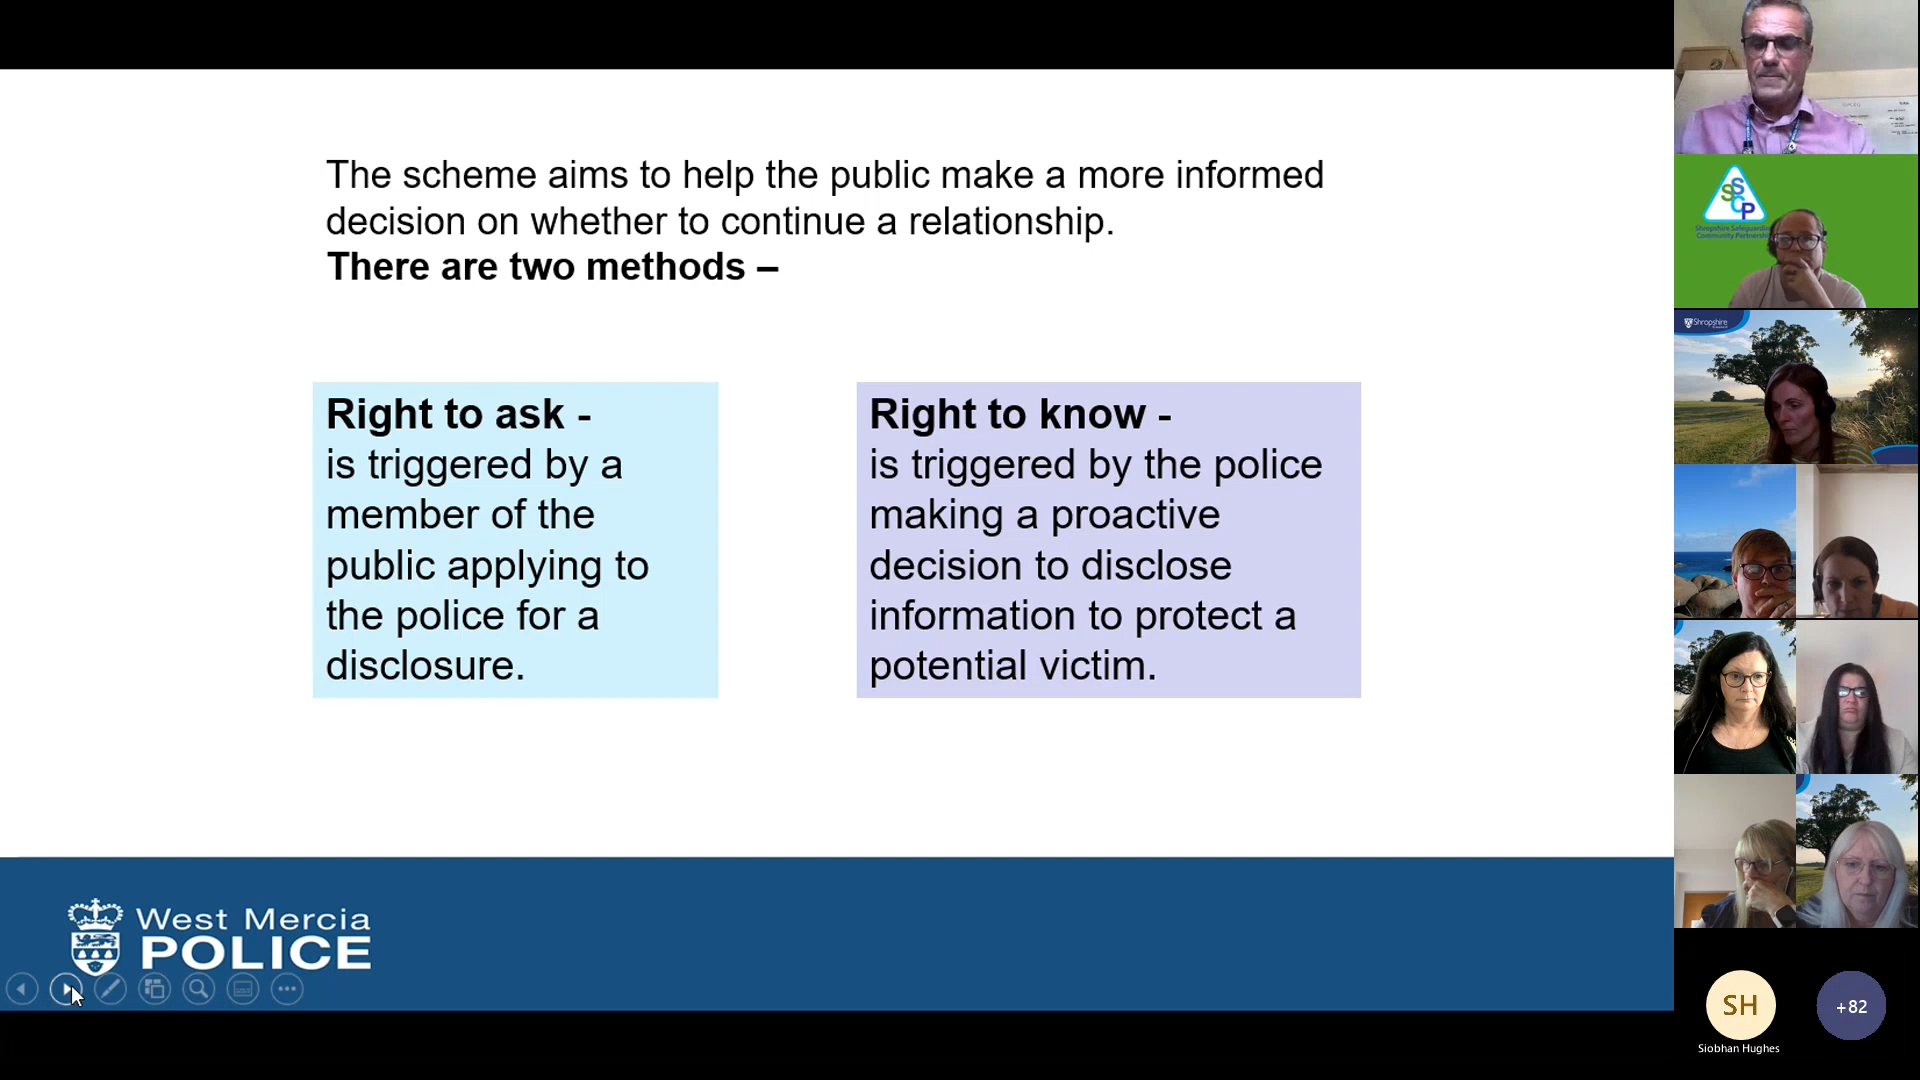 The scheme aims to help the public make a more informed
decision on whether to continue a relationship.
There are two methods –
Right to ask -
is triggered by a
member of the
public applying to
the police for a
disclosure.
Right to know -
is triggered by the police
making a proactive
decision to disclose
information to protect a
potential victim.
West Mercia
POLICE
SSCP
Shropshire
SH
+82
Siobhan Hughes